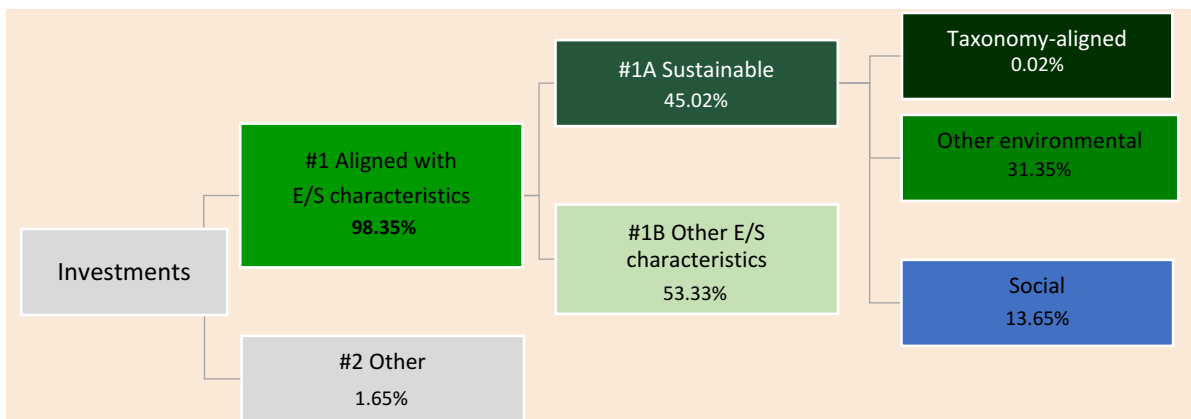 Investments
#1 Aligned with
E/S characteristics
98.35%
#2 Other
1.65%
#1A Sustainable
45.02%
#1B Other E/S
characteristics
53.33%
Taxonomy-aligned
0.02%
Other environmental
31.35%
Social
13.65%